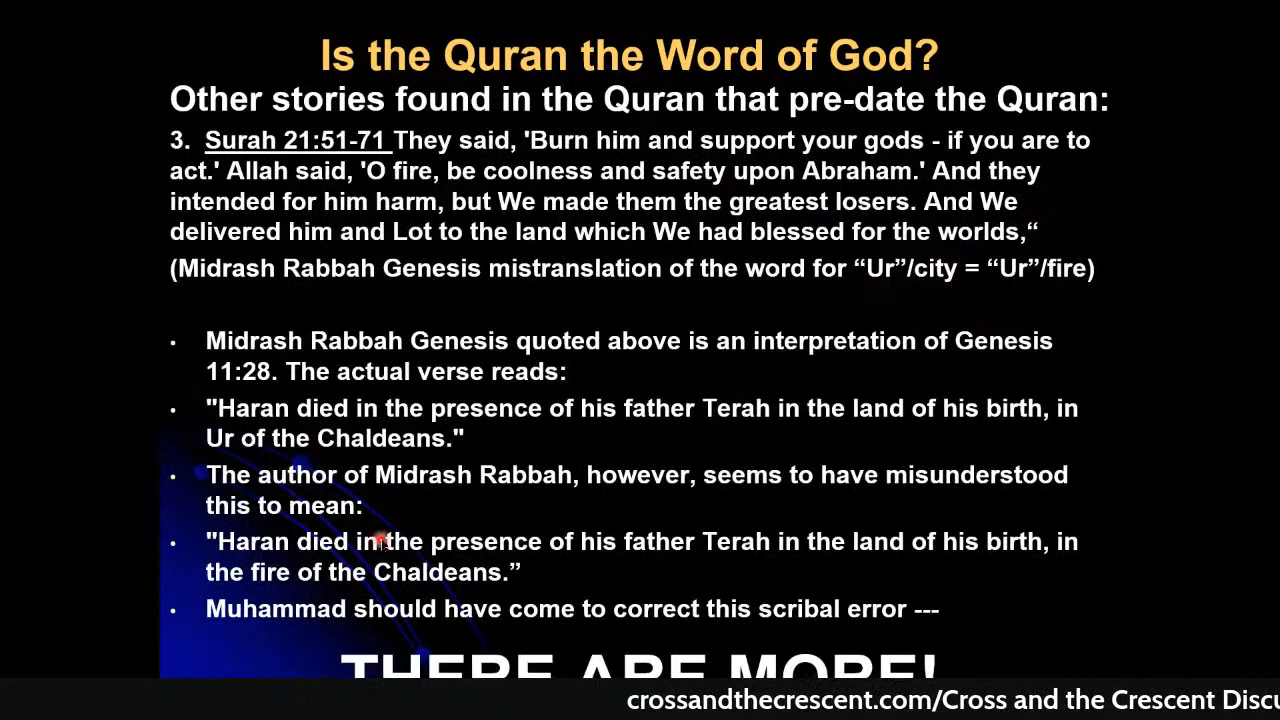 Is the Quran the Word of God?
Other stories found in the Quran that pre-date the Quran:
3. Surah 21:51-71 They said, 'Burn him and support your gods - if you are to
act.' Allah said, 'O fire, be coolness and safety upon Abraham.' And they
intended for him harm, but We made them the greatest losers. And We
delivered him and Lot to the land which We had blessed for the worlds,“
(Midrash Rabbah Genesis mistranslation of the word for “Ur”/city = “Ur”/fire)
• Midrash Rabbah Genesis quoted above is an interpretation of Genesis
11:28. The actual verse reads:
• "Haran died in the presence of his father Terah in the land of his birth, in
Ur of the Chaldeans."
• The author of Midrash Rabbah, however, seems to have misunderstood
this to mean:
• "Haran died in the presence of his father Terah in the land of his birth, in
the fire of the Chaldeans.”
• Muhammad should have come to correct this scribal error ---
THERE ARE MORE!
crossandthecrescent.com/Cross and the Crescent Discu